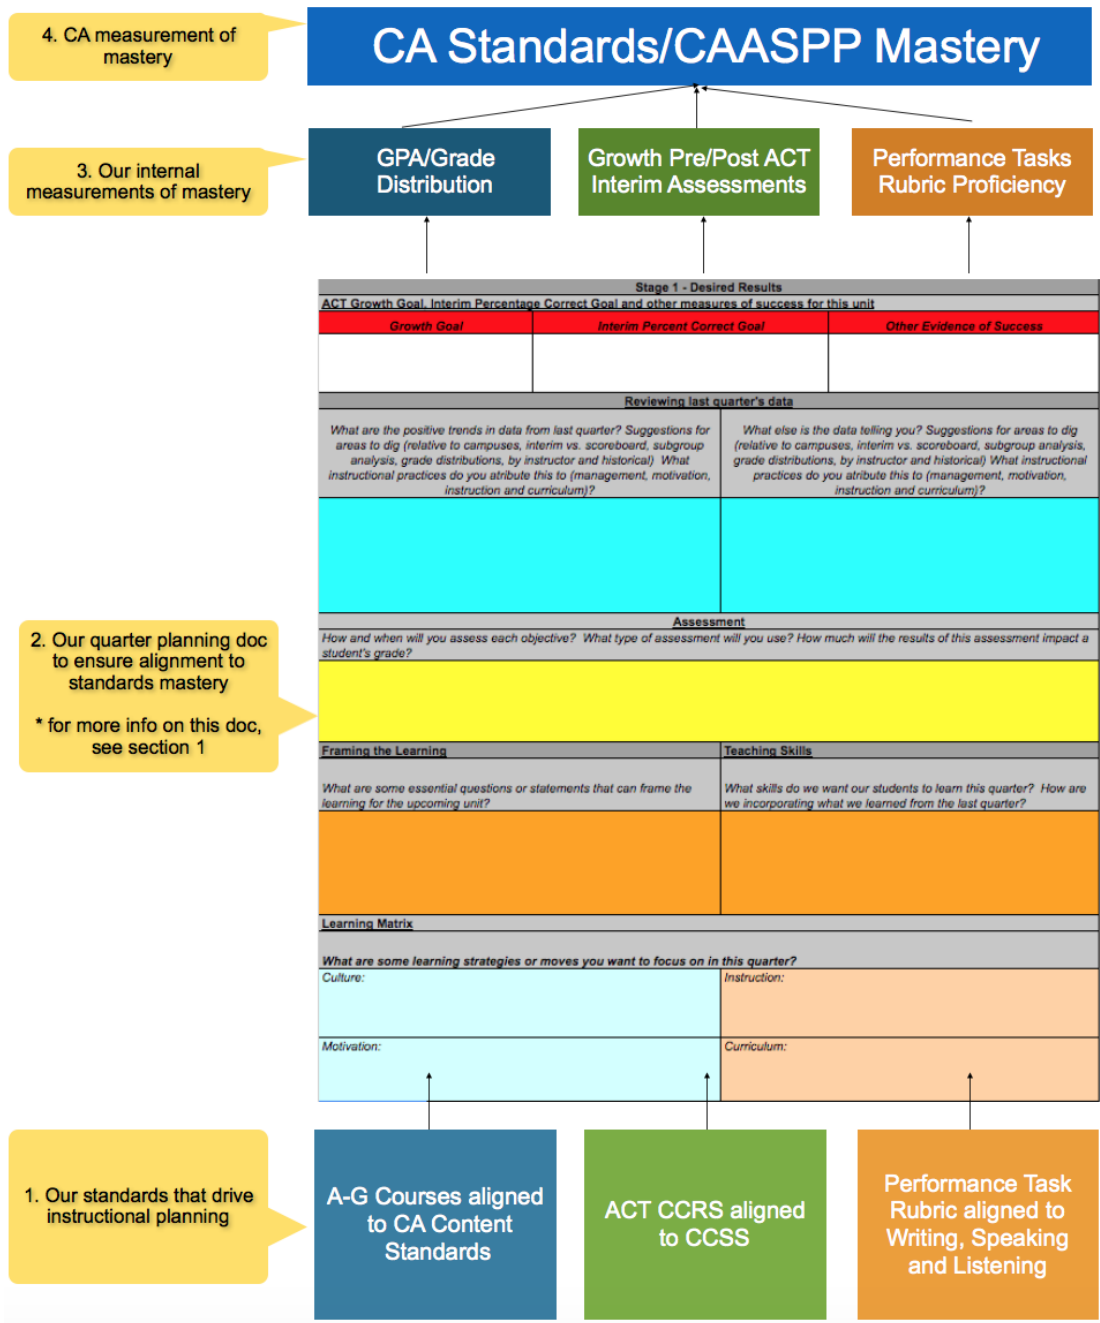 4. CA measurement of
mastery
CA Standards/CAASPP Mastery
3. Our internal
measurements of mastery
GPA/Grade
Distribution
Growth Pre/Post ACT
Interim Assessments
Performance Tasks
Rubric Proficiency
Stage 1 - Desired Results
ACT Growth Goal, Interim Percentage Correct Goal and other measures of success for this unit
Growth Goal
Interim Percent Correct Goal
Other Evidence of Success
Reviewing last quarter's data
What are the positive trends in data from last quarter? Suggestions for
areas to dig (relative to campuses, interim vs. scoreboard, subgroup
analysis, grade distributions, by instructor and historical)  What
instructional practices do you atribute this to (management, motivation,
instruction and curriculum)?
What else is the data telling you? Suggestions for areas to dig
(relative to campuses, interim vs. scoreboard, subgroup analysis,
grade distributions, by instructor and historical) What instructional
practices do you atribute this to (management, motivation,
instruction and curriculum)?
Assessment
How and when will you assess each objective?  What type of assessment will you use? How much will the results of this assessment impact a
student's grade?
2. Our quarter planning doc
to ensure alignment to
standards mastery
* for more info on this doc,
see section 1
Framing the Learning
Teaching Skills
What are some essential questions or statements that can frame the
learning for the upcoming unit?
What skills do we want our students to learn this quarter?  How are
we incorporating what we learned from the last quarter?
Learning Matrix
What are some learning strategies or moves you want to focus on in this quarter?
Culture:
Instruction:
Motivation:
Curriculum:
1. Our standards that drive
instructional planning
A-G Courses aligned
to CA Content
Standards
ACT CCRS aligned
to CCSS
Performance Task
Rubric aligned to
Writing, Speaking
and Listening